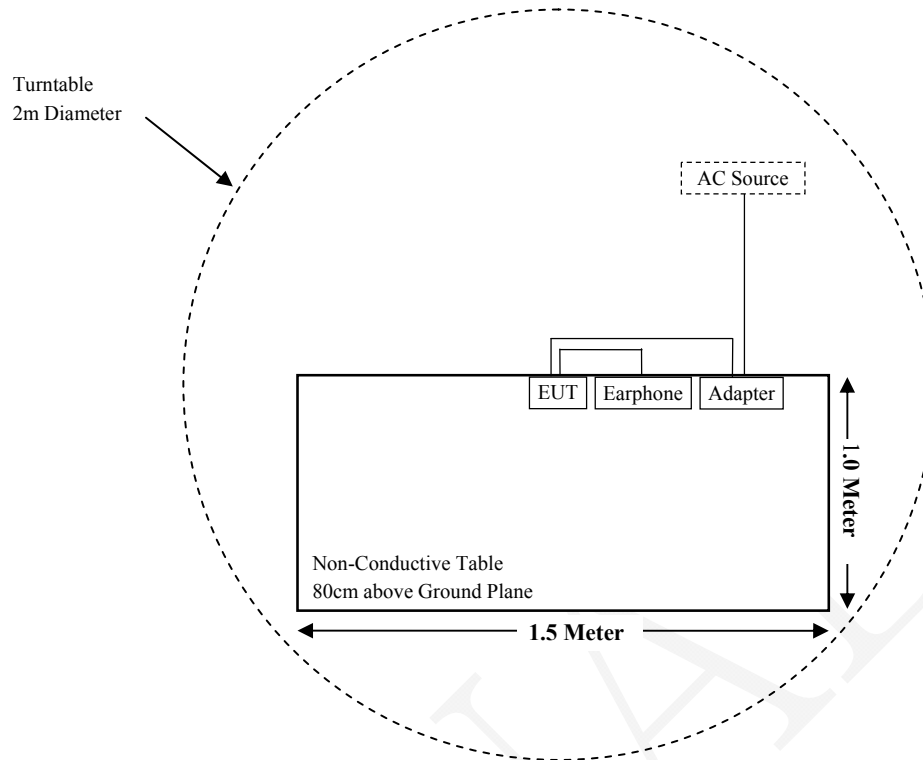 Turntable
2m Diameter
AC Source
EUT
Earphone
Adapter
1.0 Meter
Non-Conductive Table
80cm above Ground Plane
1.5 Meter